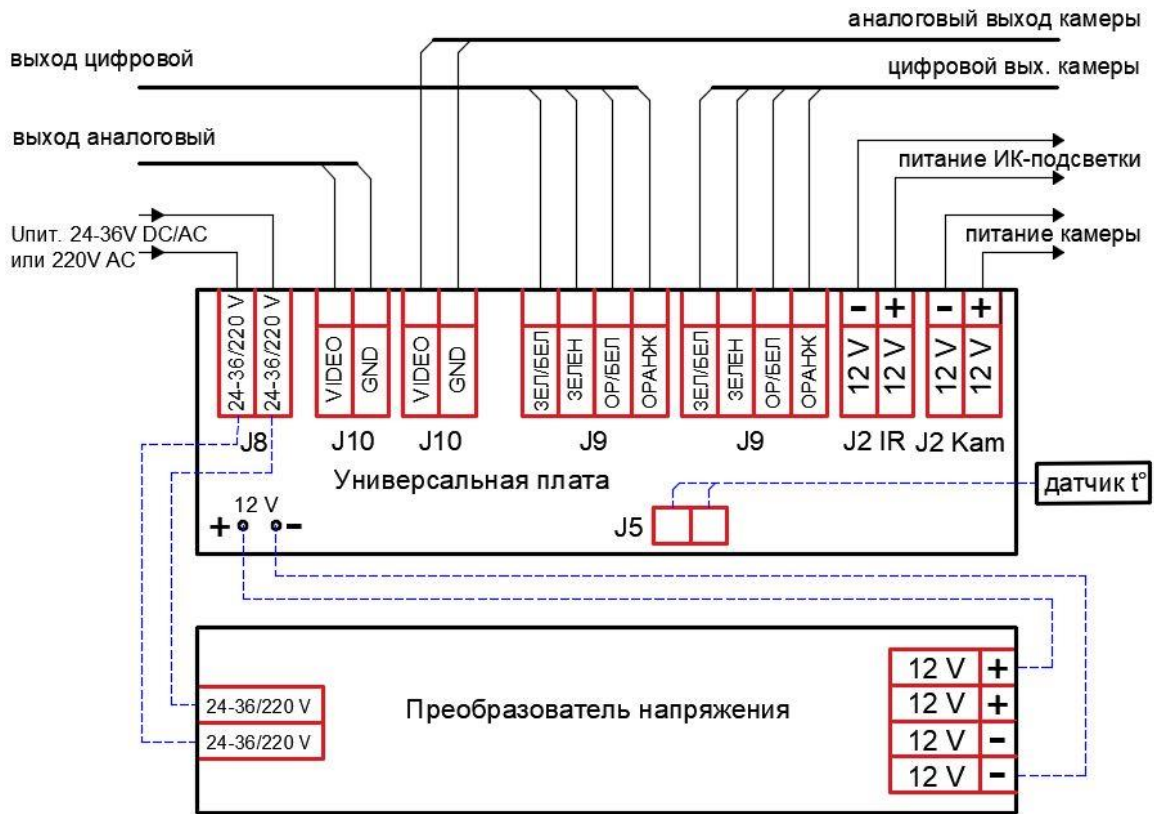 аналоговый выход камеры
выход цифровой
цифровой вых. камеры
выход аналоговый
питание ИК-подсветки
Uпит. 24-36V DC/AC
или 220V AC
питание камеры
24-36/220 V
24-36/220 V
VIDEO
GND
VIDEO
GND
ЗЕЛ/БЕЛ
ЗЕЛЕН
ОР/БЕЛ
ОРАНЖ
ЗЕЛ/БЕЛ
ЗЕЛЕН
ОР/БЕЛ
ОРАНЖ
- +
12 V
12 V
- +
12 V
12 V
J8
J10
J10
J9
J9
J2 IR
J2 Kam
Универсальная плата
датчик t°
12 V
+ -
J5
12 V +
12 V +
12 V -
12 V -
24-36/220 V
24-36/220 V
Преобразователь напряжения